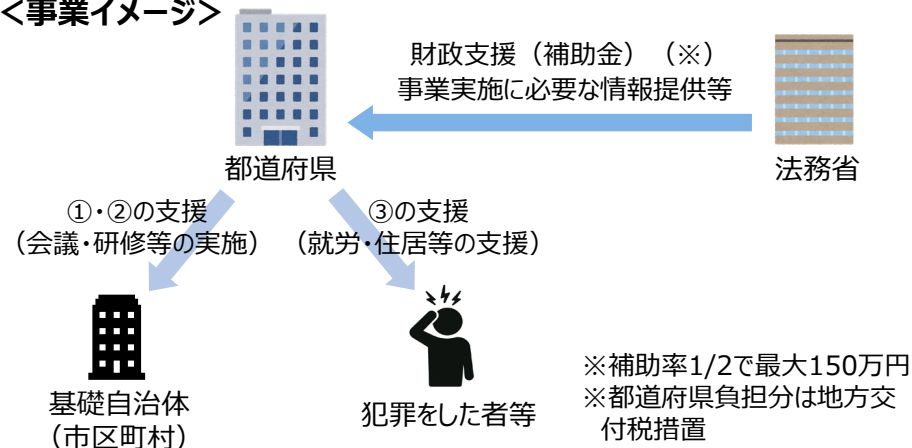 <事業イメージ>
財政支援（補助金）（※）
事業実施に必要な情報提供等
都道府県
法務省
①・②の支援
（会議・研修等の実施）
③の支援
（就労・住居等の支援）
基礎自治体
（市区町村）
犯罪をした者等
※補助率1/2で最大150万円
※都道府県負担分は地方交
付税措置